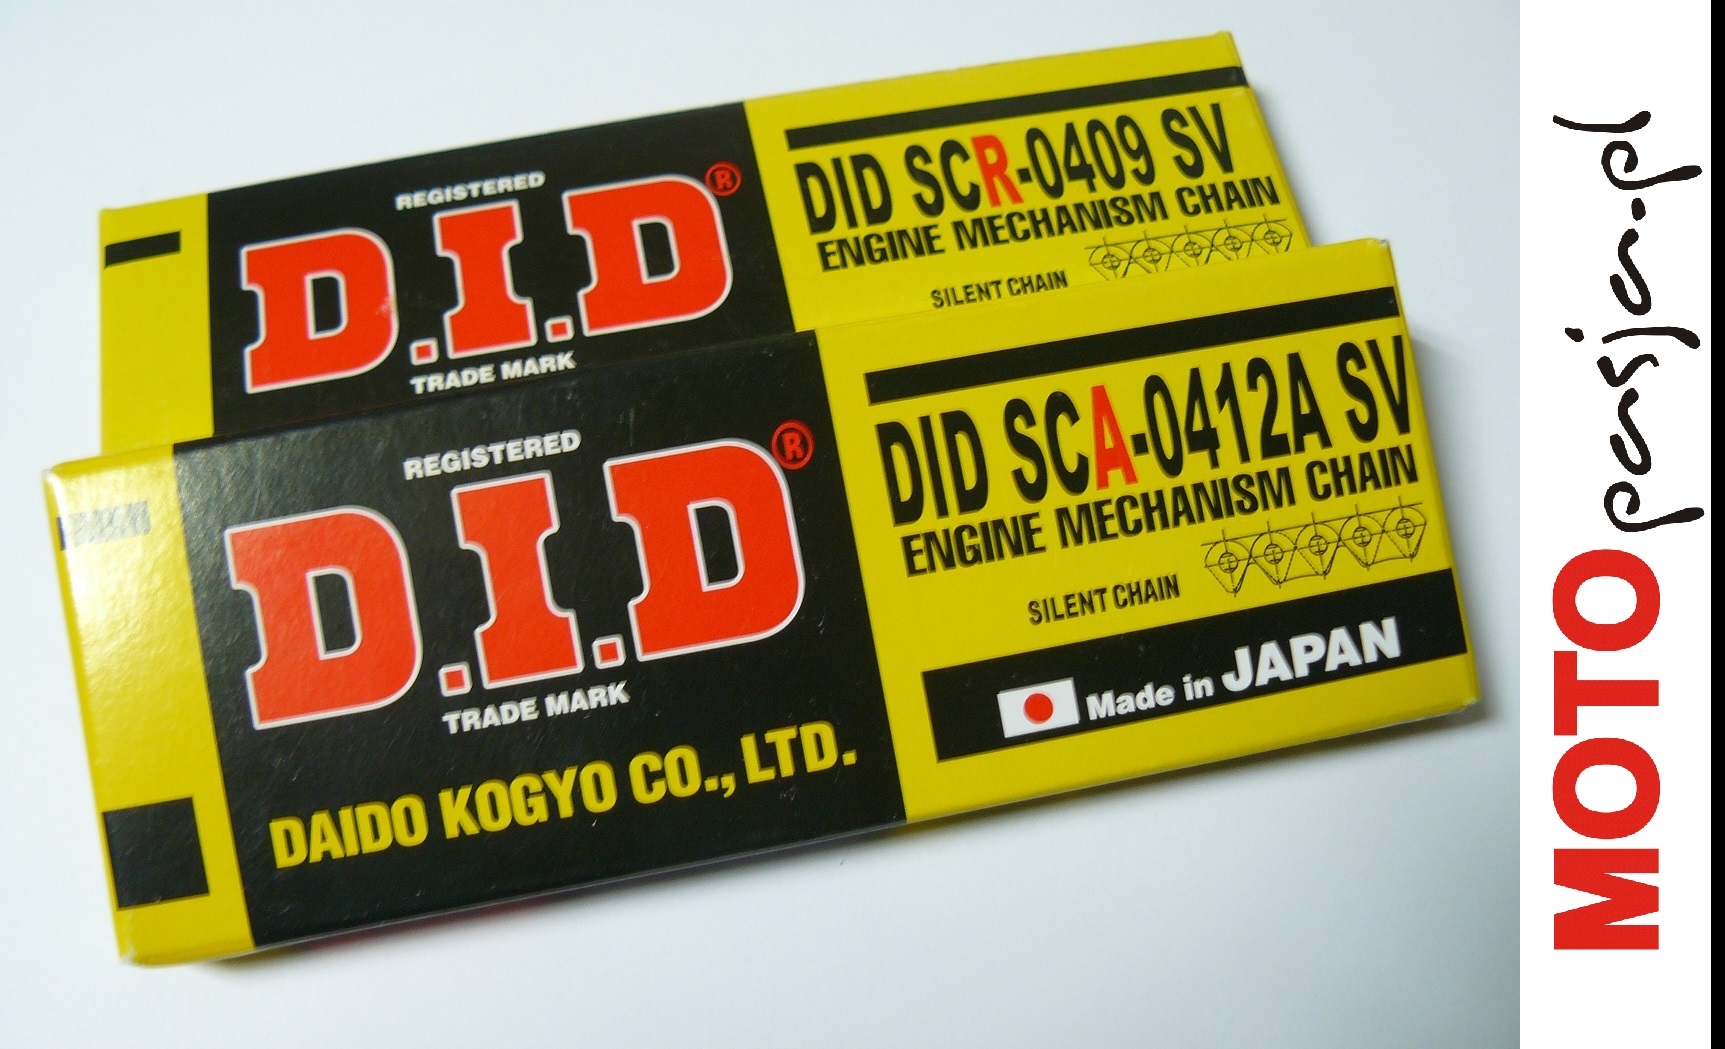 REGISTERED
D.I.D®
TRADE MARK
DID SCR-0409 SV
ENGINE MECHANISM CHAIN
SILENT CHAIN
REGISTERED
D.I.D®
TRADE MARK
DAIDO KOGYO CO., LTD.
DID SCA-0412A SV
ENGINE MECHANISM CHAIN
SILENT CHAIN
Made in JAPAN
MOTOpasja.pl